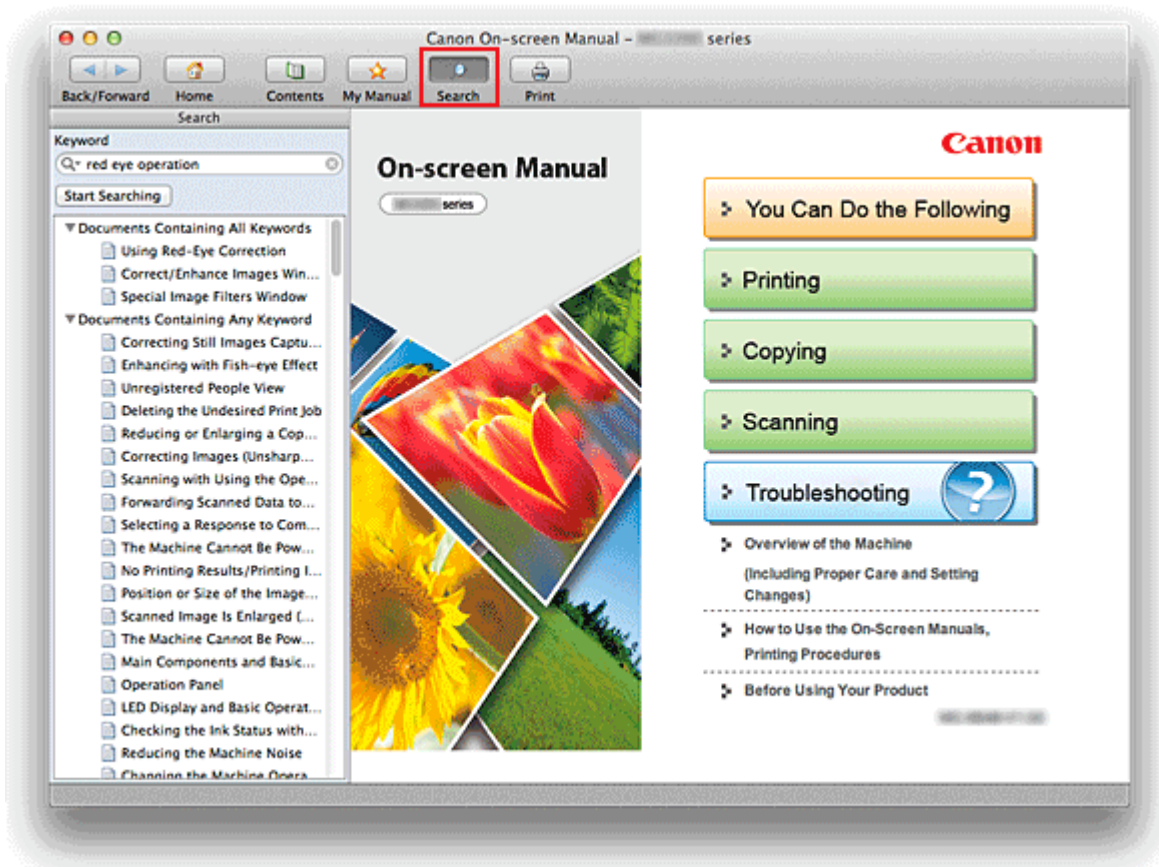 Canon On-screen Manual - series
Back/Forward Home Contents My Manual Search Print
Search
Keyword
red eye operation
Start Searching
Documents Containing All Keywords
Using Red-Eye Correction
Correct/Enhance Images Win...
Special Image Filters Window
Documents Containing Any Keyword
Correcting Still Images Captu...
Enhancing with Fish-eye Effect
Unregistered People View
Deleting the Undesired Print Job
Reducing or Enlarging a Cop...
Correcting Images (Unsharp...
Scanning with Using the Ope...
Forwarding Scanned Data to...
Selecting a Response to Com...
The Machine Cannot Be Pow...
No Printing Results/Printing I...
Position or Size of the Image...
Scanned Image Is Enlarged (...
The Machine Cannot Be Pow...
Main Components and Basic...
Operation Panel
LED Display and Basic Operat...
Checking the Ink Status with...
Reducing the Machine Noise
Changing the Machine Opera...
On-screen Manual
series
Canon
You Can Do the Following
Printing
Copying
Scanning
Troubleshooting
?
Overview of the Machine
(Including Proper Care and Setting
Changes)
How to Use the On-Screen Manuals,
Printing Procedures
Before Using Your Product